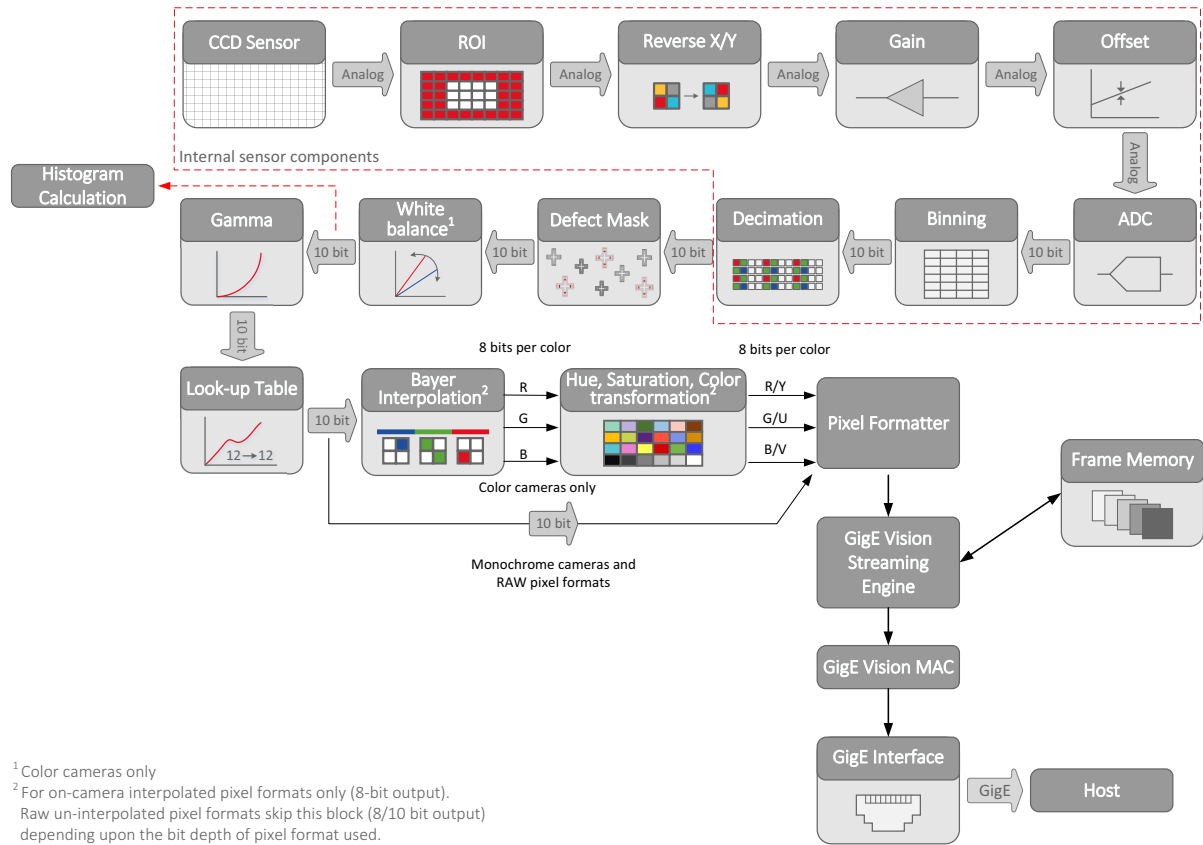 CCD Sensor
Analog
ROI
Analog
Reverse X/Y
Analog
Gain
Analog
Offset
Internal sensor components
Analog
Histogram
Calculation
Gamma
10 bit
White
balance1
10 bit
Defect Mask
10 bit
Decimation
10 bit
Binning
10 bit
ADC
10 bit
8 bits per color
8 bits per color
Look-up Table
12→12
10 bit
Bayer
Interpolation2
R
G
B
Hue, Saturation, Color
transformation2
R/Y
G/U
B/V
Pixel Formatter
Color cameras only
10 bit
Monochrome cameras and
RAW pixel formats
Frame Memory
GigE Vision
Streaming
Engine
GigE Vision MAC
GigE Interface
GigE
Host
1 Color cameras only
2 For on-camera interpolated pixel formats only (8-bit output).
Raw un-interpolated pixel formats skip this block (8/10 bit output)
depending upon the bit depth of pixel format used.